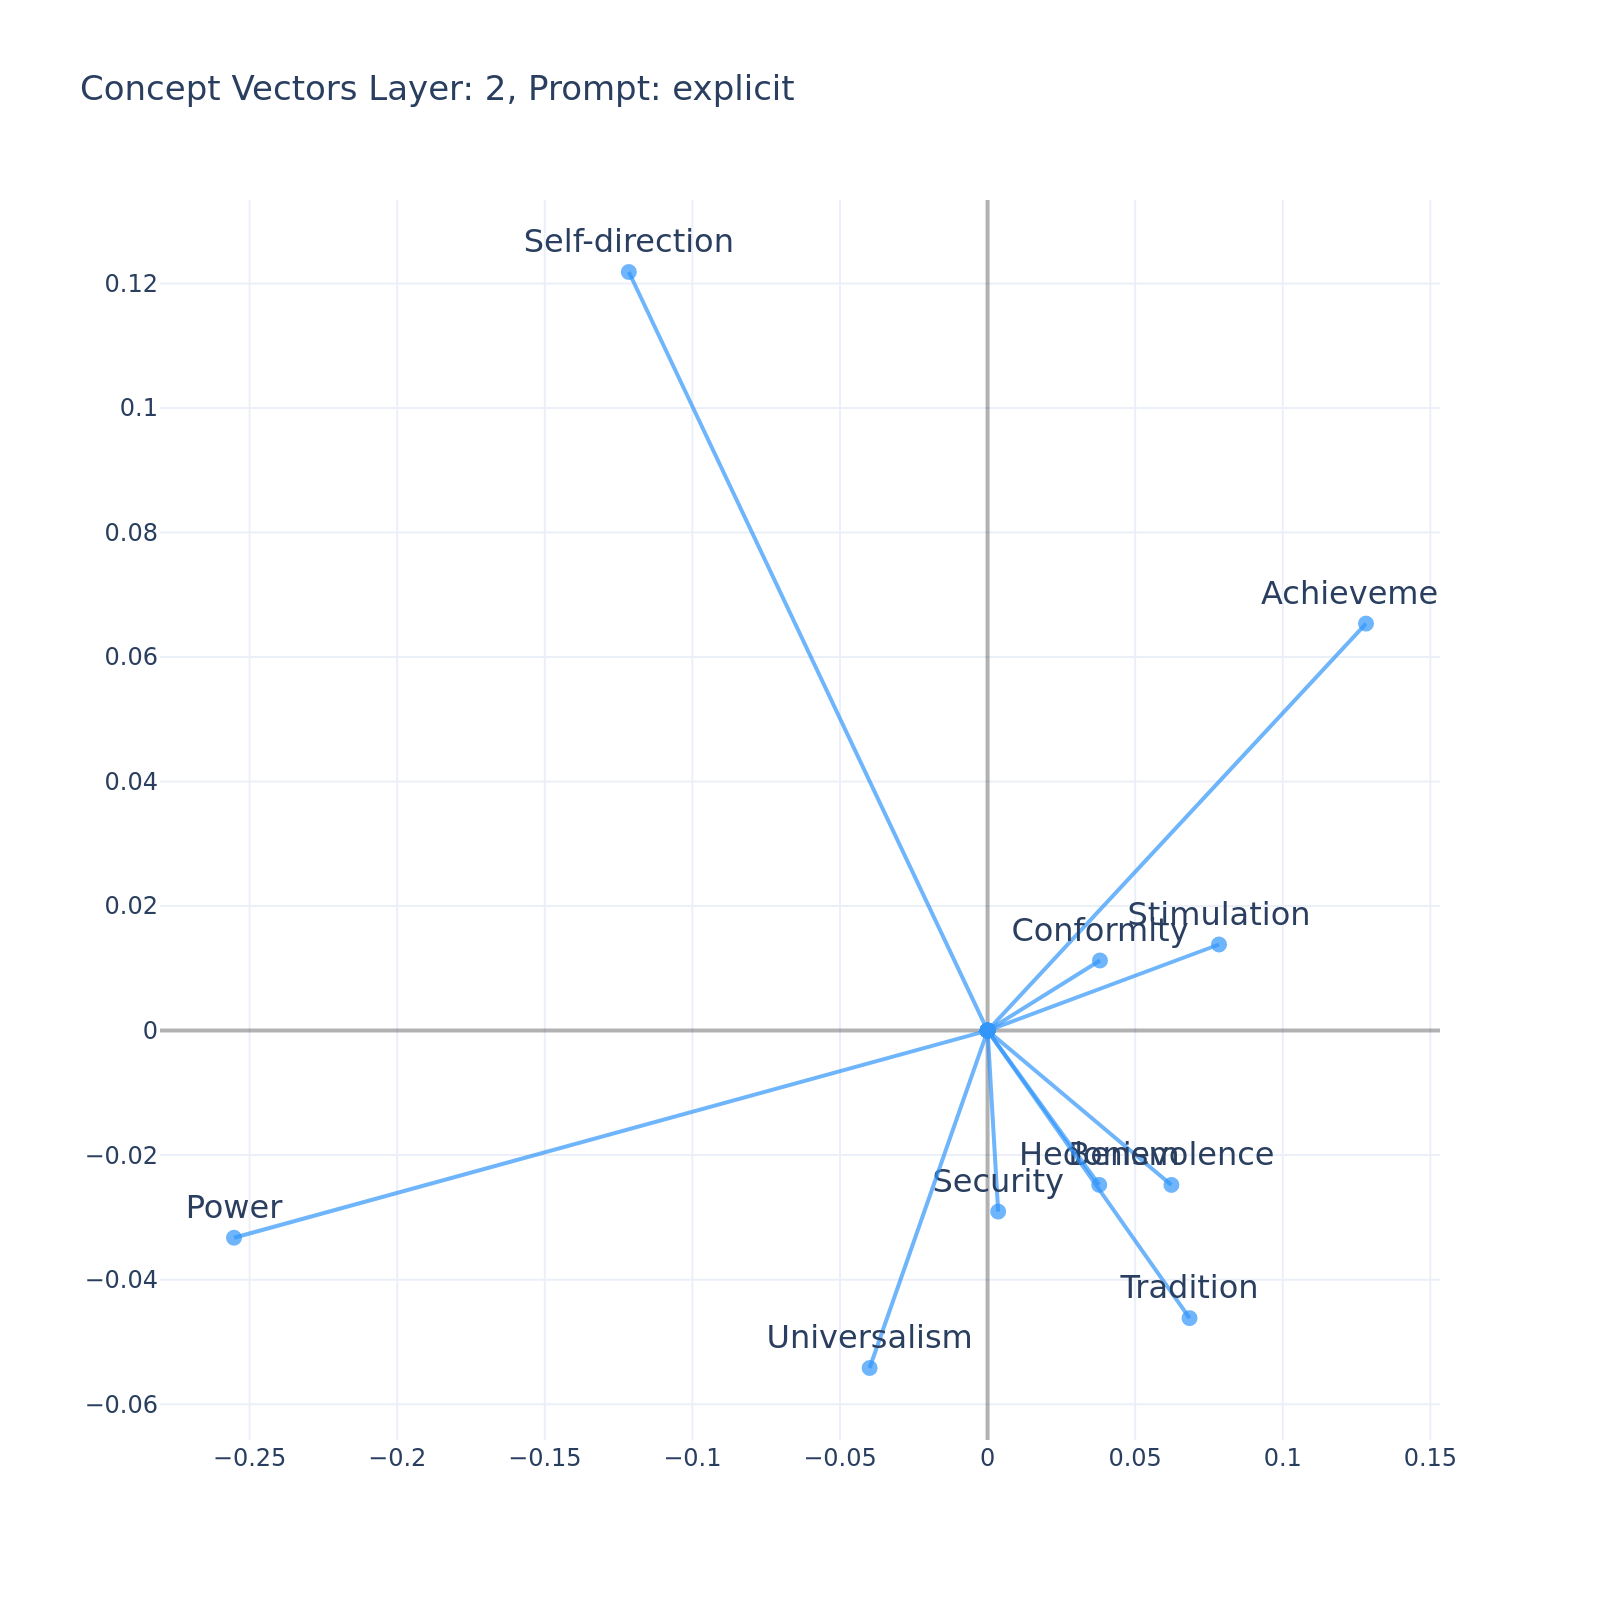 Concept Vectors Layer: 2, Prompt: explicit
Self-direction
0.12
0.1
0.08
Achieveme
0.06
0.04
0.02
Stimulation
Conformity
0
Hedonism
Benevolence
−0.02
Security
Power
−0.04
Tradition
Universalism
−0.06
−0.25
−0.2
−0.15
−0.1
−0.05
0
0.05
0.1
0.15